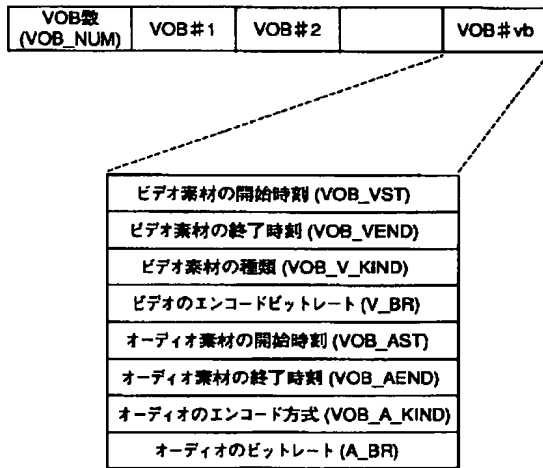 VOB数
(VOB_NUM)
VOB#1
VOB#2
VOB#vb
ビデオ素材の開始時刻 (VOB_VST)
ビデオ素材の終了時刻 (VOB_VEND)
ビデオ素材の種類 (VOB_V_KIND)
ビデオのエンコードビットレート (V_BR)
オーディオ素材の開始時刻 (VOB_AST)
オーディオ素材の終了時刻 (VOB_AEND)
オーディオのエンコード方式 (VOB_A_KIND)
オーディオのビットレート (A_BR)